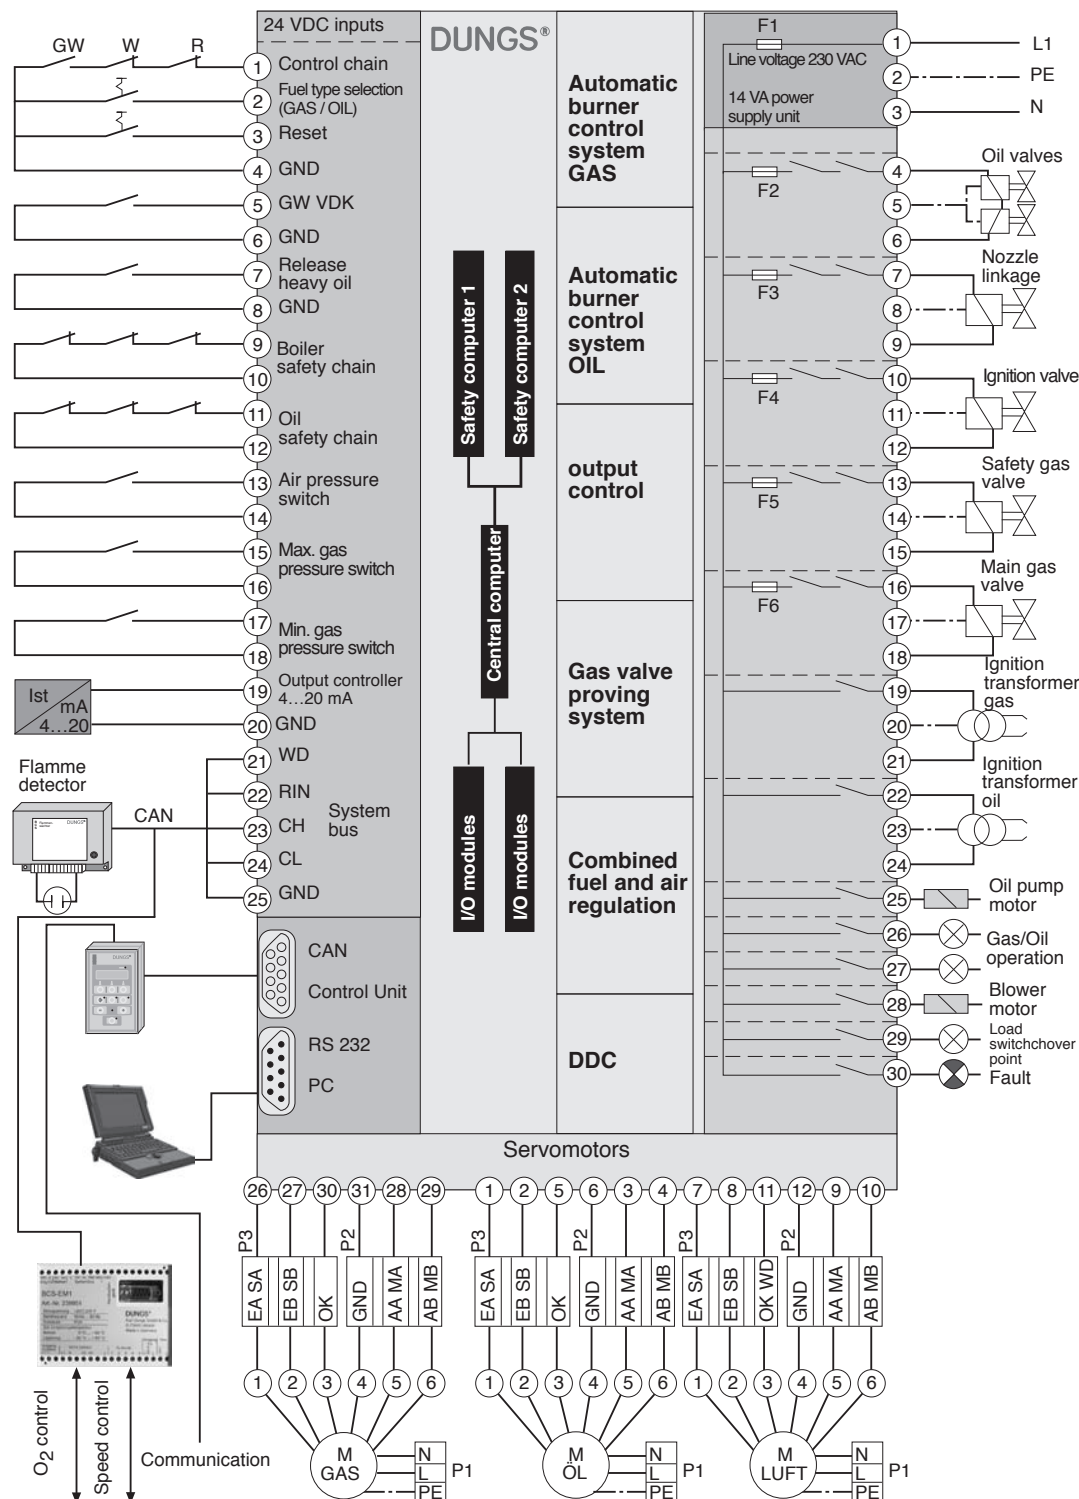 24 VDC inputs
DUNGS®
GW W R
1 Control chain
2 Fuel type selection
(GAS / OIL)
3 Reset
4 GND
5 GW VDK
6 GND
7 Release
heavy oil
8 GND
9
Boiler
safety chain
10
11
Oil
safety chain
12
13 Air pressure
switch
14
15 Max. gas
pressure switch
16
17
Min. gas
pressure switch
18
Ist mA
4...20
19 Output controller
4...20 mA
20 GND
21 WD
22 RIN
23 CH
System
bus
24 CL
25 GND
Flamme
detector
CAN
DUNGS®
CAN
Control Unit
DUNGS®
RS 232
PC
Safety computer 1
Safety computer 2
Central computer
I/O modules
I/O modules
Automatic
burner
control
system
GAS
Automatic
burner
control
system
OIL
output
control
Gas valve
proving
system
Combined
fuel and air
regulation
DDC
F1
Line voltage 230 VAC
14 VA power
supply unit
1 L1
2 PE
3 N
F2
4
5
6
Oil valves
F3
7
8
9
Nozzle
linkage
F4
10
11
12
Ignition valve
F5
13
14
15
Safety gas
valve
F6
16
17
18
Main gas
valve
19
20
21
Ignition
transformer
gas
22
23
24
Ignition
transformer
oil
25
Oil pump
motor
26
27
Gas/Oil
operation
28
Blower
motor
29
Load
switchchover
point
30
Fault
Servomotors
26 27 30 31 28 29
1 2 5 6 3 4
7 8 11 12 9 10
P3 P2
P3 P2
P3 P2
EA SA
EB SB
OK
GND
AA MA
AB MB
EA SA
EB SB
OK
GND
AA MA
AB MB
EA SA
EB SB
OK WD
GND
AA MA
AB MB
1 2 3 4 5 6
1 2 3 4 5 6
1 2 3 4 5 6
M
GAS
N
L
PE
P1
M
ÖL
N
L
PE
P1
M
LUFT
N
L
PE
P1
BCS-EM1
DUNGS®
O2 control
Speed control
Communication